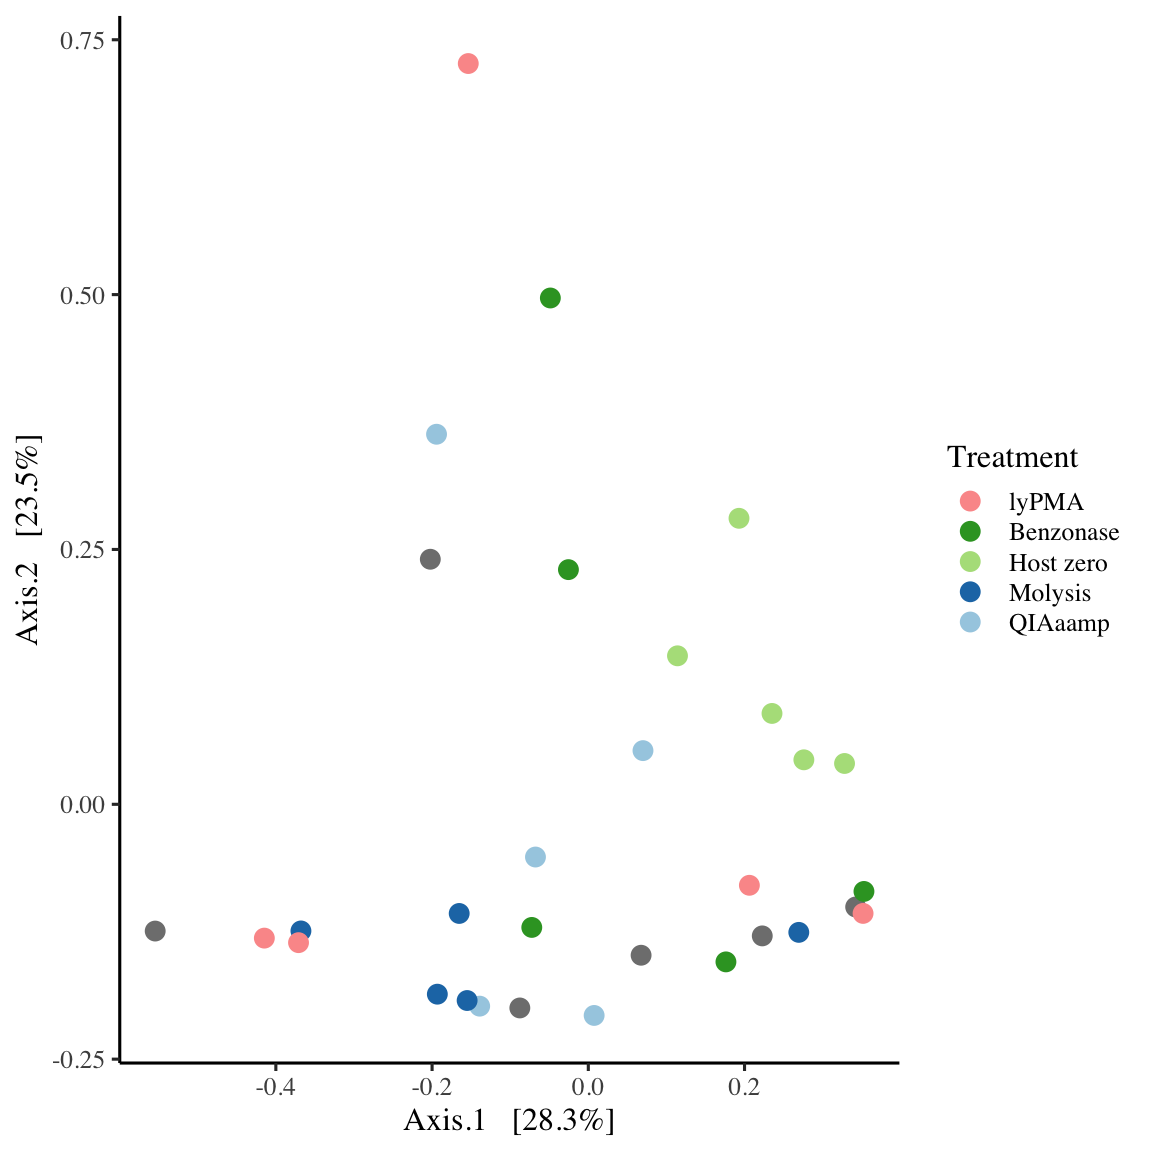 0.75
0.50
0.25
0.00
-0.25
Axis.2 [23.5%]
-0.4 -0.2 0.0 0.2
Axis.1 [28.3%]
Treatment
lyPMA
Benzonase
Host zero
Molysis
QIAaamp